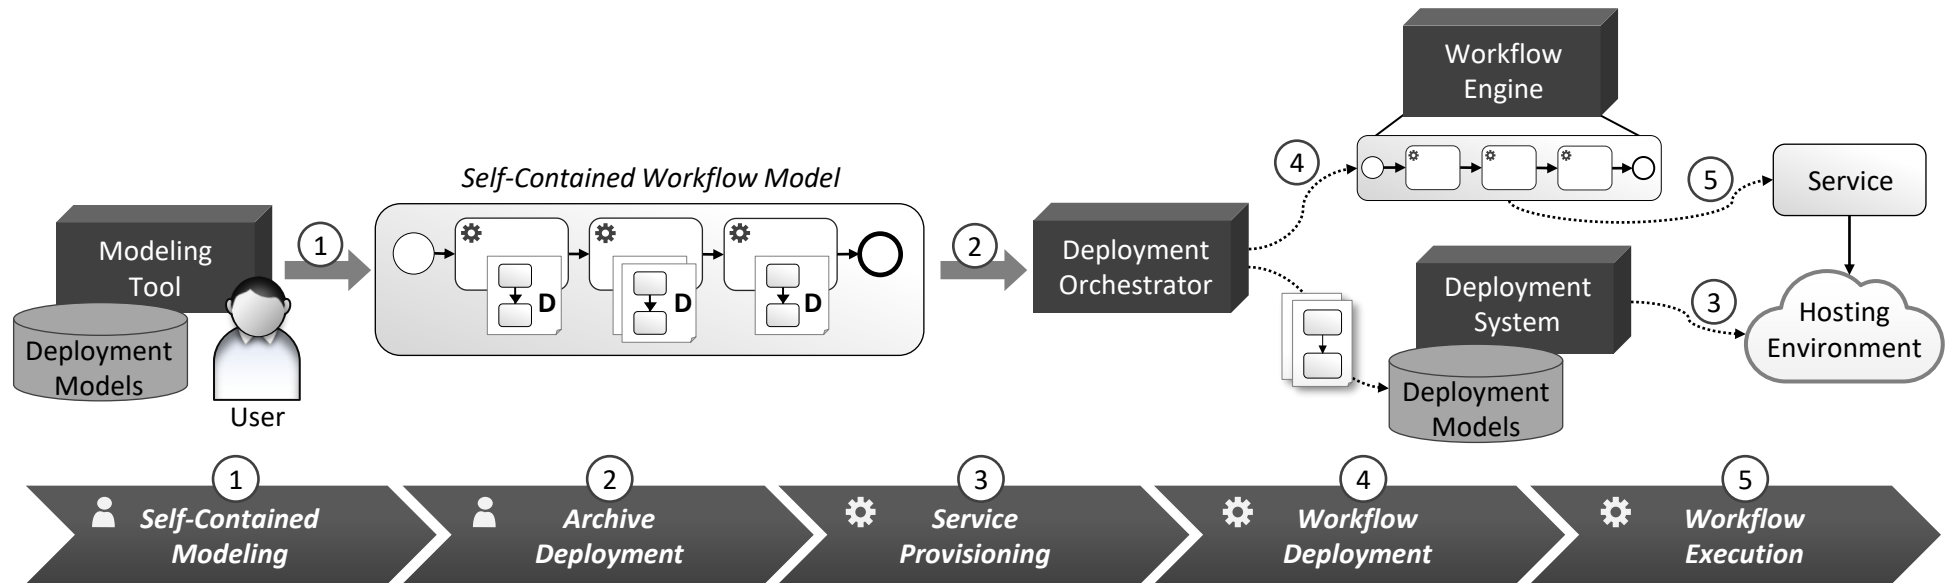 Self-Contained Workflow Model
Modeling
Tool
Deployment
Models
User
1
D
D
D
2
Deployment
Orchestrator
4
Workflow
Engine
5
Service
Deployment
System
Deployment
Models
3
Hosting
Environment
1
Self-Contained
Modeling
2
Archive
Deployment
3
Service
Provisioning
4
Workflow
Deployment
5
Workflow
Execution